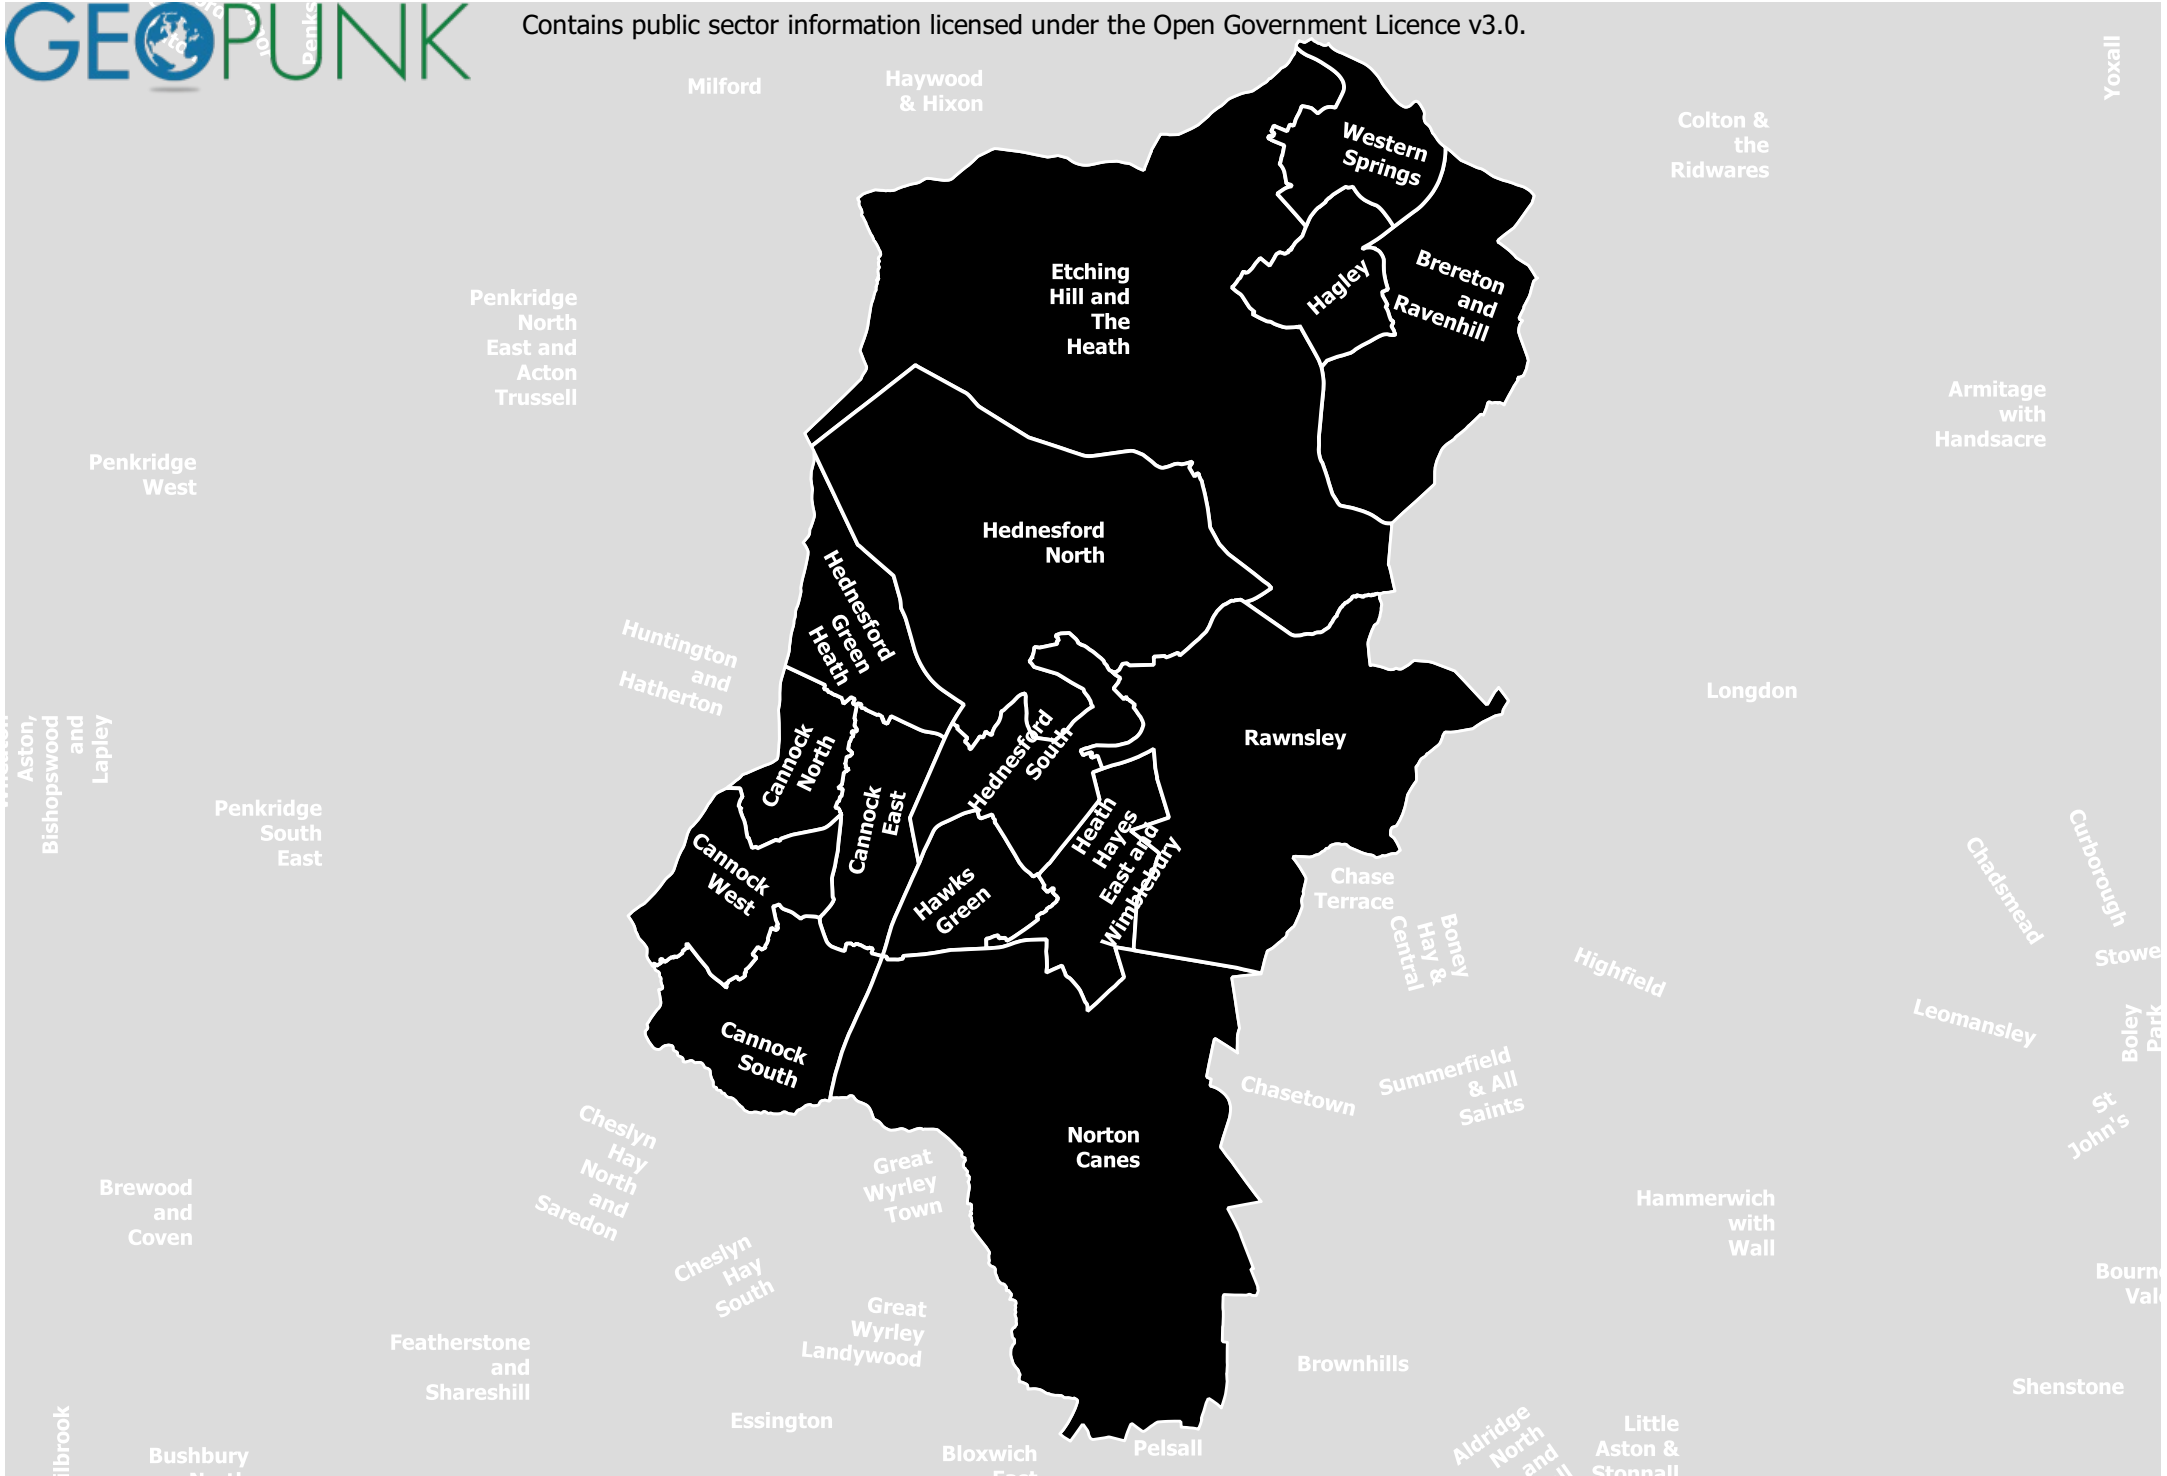 GEOPUNK
Contains public sector information licensed under the Open Government Licence v3.0.
Milford
Haywood
& Hixon
Yoxall
Colton &
the
Ridwares
Western
Springs
Etching
Hill and
The
Heath
Hagley
Brereton
and
Ravenhill
Penkridge
North
East and
Acton
Trussell
Armitage
with
Handsacre
Penkridge
West
Hednesford
North
Hednesford
Green
Heath
Huntington
and
Hatherton
Longdon
Rawnsley
Aston,
Bishopswood
and
Lapley
Cannock
North
Hednesford
South
Penkridge
South
East
Cannock
East
Heath
Hayes
East and
Wimblebury
Cannock
West
Hawks
Green
Chase
Terrace
Boney
Hay &
Central
Chadsmead
Curborough
Highfield
Leomansley
Boley
Park
Cannock
South
Chasetown
Summerfield
& All
Saints
St
John's
Norton
Canes
Cheslyn
Hay
North
and
Saredon
Great
Wyrley
Town
Brewood
and
Coven
Hammerwich
with
Wall
Cheslyn
Hay
South
Great
Wyrley
Landywood
Featherstone
and
Shareshill
Brownhills
Shenstone
Essington
Bloxwich
Pelsall
Aldridge
North
and
Little
Aston &
Stonnall
Bushbury